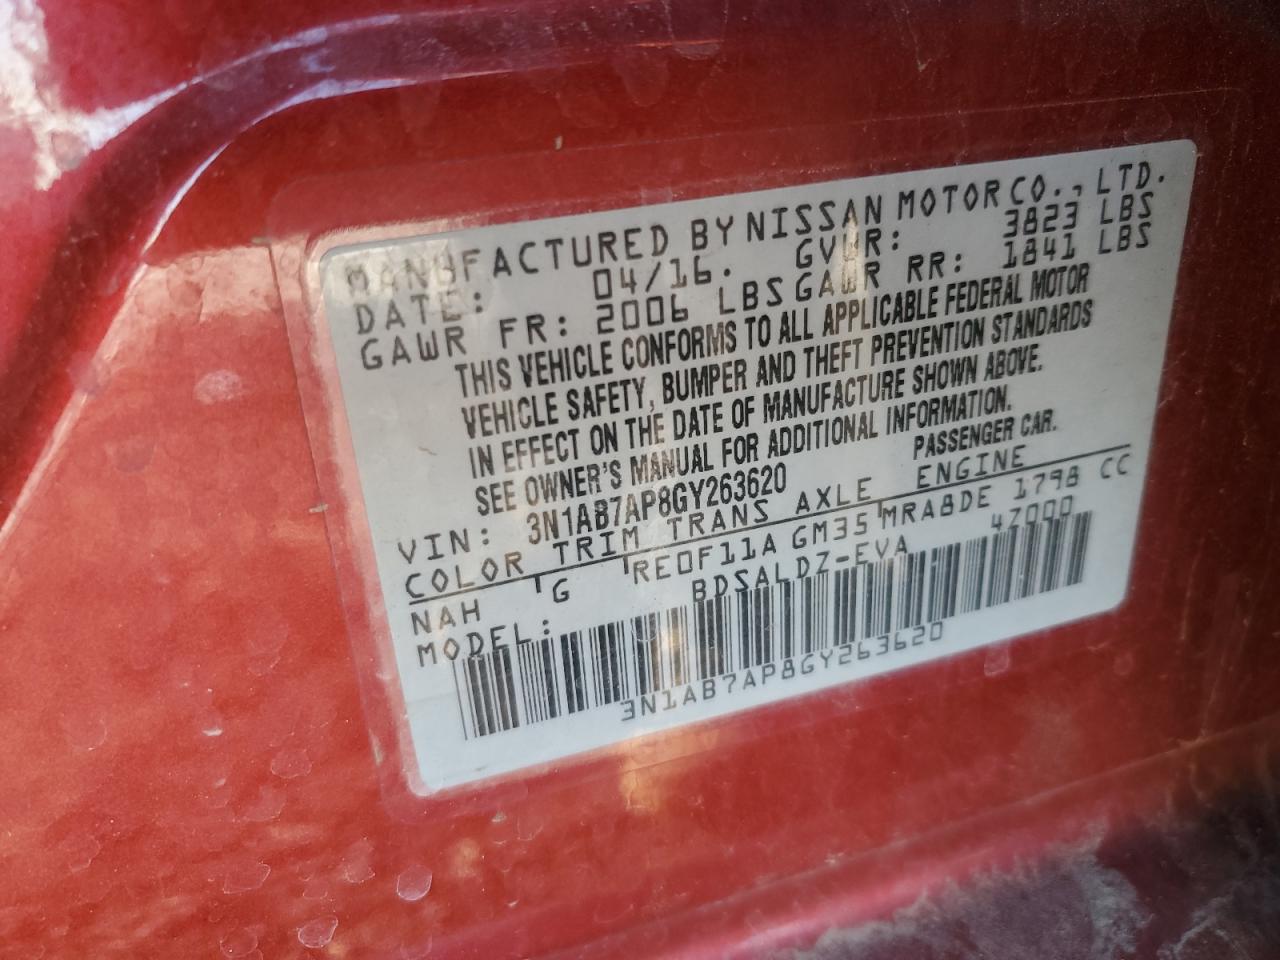 MANUFACTURED BY NISSAN MOTOR CO., LTD.
DATE: 04/16. GVWR: 3823 LBS
GAWR FR: 2006 LBS GAWR RR: 1841 LBS
THIS VEHICLE CONFORMS TO ALL APPLICABLE FEDERAL MOTOR
VEHICLE SAFETY, BUMPER AND THEFT PREVENTION STANDARDS
IN EFFECT ON THE DATE OF MANUFACTURE SHOWN ABOVE.
SEE OWNER'S MANUAL FOR ADDITIONAL INFORMATION.
VIN: 3N1AB7AP8GY263620 PASSENGER CAR.
COLOR TRIM TRANS AXLE ENGINE
NAH G RE0F11A GM35 MRA8DE 1798 CC
MODEL: BDSALDZ-EVA 47000
3N1AB7AP8GY263620